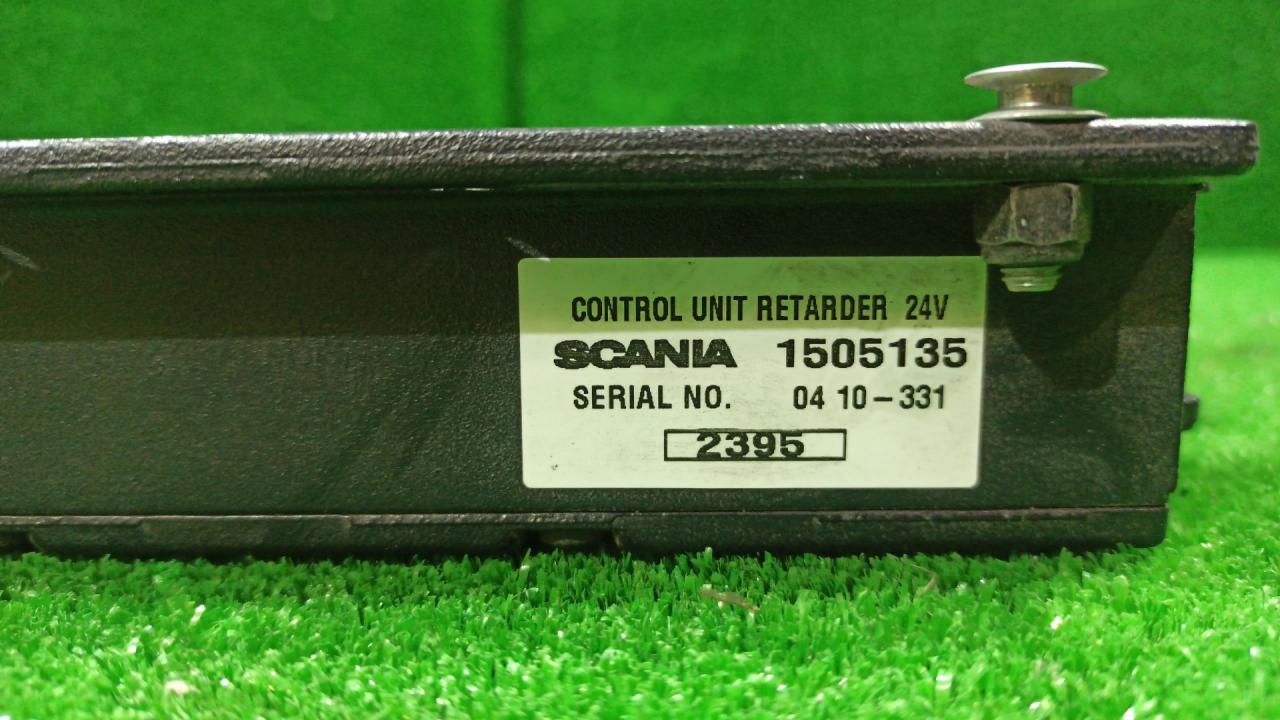 CONTROL UNIT RETARDER 24V
SCANIA 1505135
SERIAL NO. 04 10-331
2395